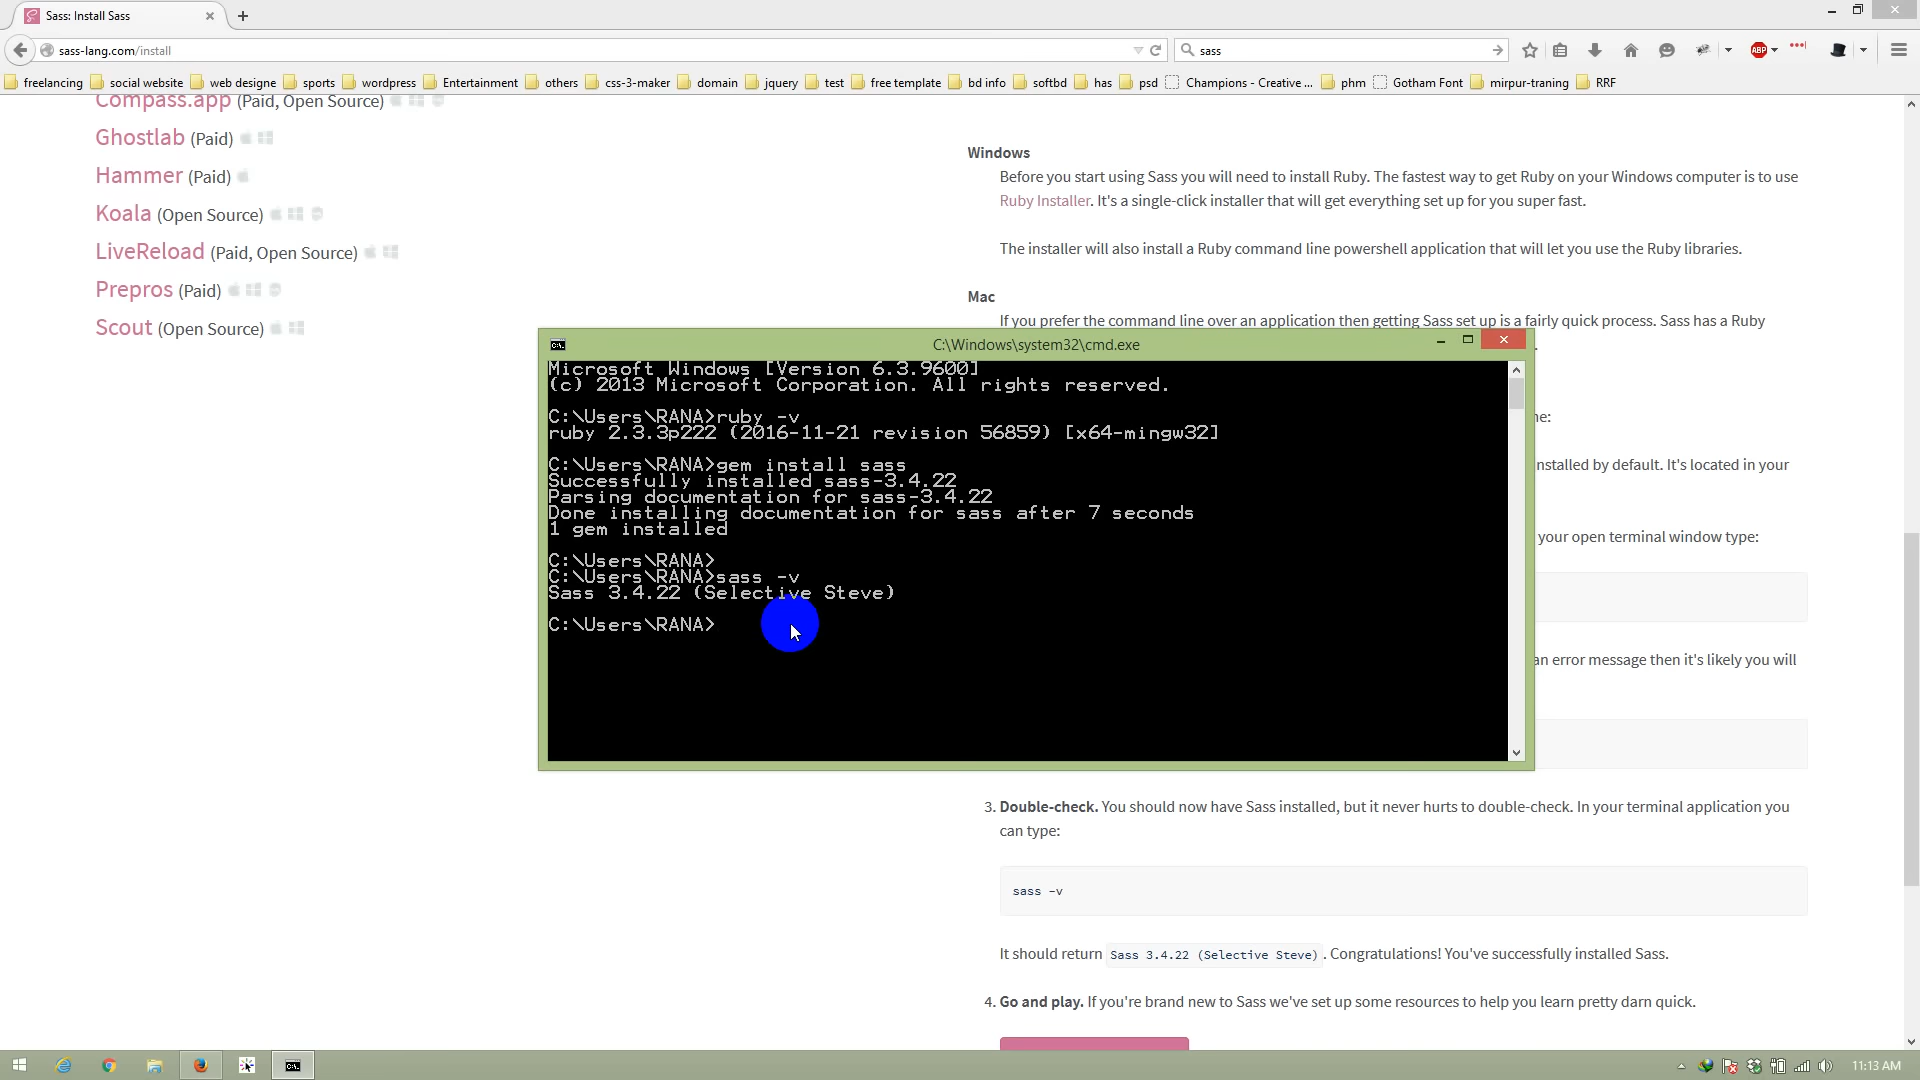 Sass: Install Sass
sass-lang.com/install
sass
ABP
freelancing social website web designe sports wordpress Entertainment others css-3-maker domain jquery test free template bd info softbd has psd Champions - Creative ... phm Gotham Font mirpur-traning RRF
Compass.app (Paid, Open Source)
Ghostlab (Paid)
Hammer (Paid)
Koala (Open Source)
LiveReload (Paid, Open Source)
Prepros (Paid)
Scout (Open Source)
Windows
Before you start using Sass you will need to install Ruby. The fastest way to get Ruby on your Windows computer is to use
Ruby Installer. It's a single-click installer that will get everything set up for you super fast.
The installer will also install a Ruby command line powershell application that will let you use the Ruby libraries.
Mac
If you prefer the command line over an application then getting Sass set up is a fairly quick process. Sass has a Ruby
ne:
nstalled by default. It's located in your
your open terminal window type:
an error message then it's likely you will
C:\Windows\system32\cmd.exe
Microsoft Windows [Version 6.3.9600]
(c) 2013 Microsoft Corporation. All rights reserved.
C:\Users\RANA>ruby -v
ruby 2.3.3p222 (2016-11-21 revision 56859) [x64-mingw32]
C:\Users\RANA>gem install sass
Successfully installed sass-3.4.22
Parsing documentation for sass-3.4.22
Done installing documentation for sass after 7 seconds
1 gem installed
C:\Users\RANA>
C:\Users\RANA>sass -v
Sass 3.4.22 (Selective Steve)
C:\Users\RANA>
3. Double-check. You should now have Sass installed, but it never hurts to double-check. In your terminal application you
can type:
sass -v
It should return Sass 3.4.22 (Selective Steve). Congratulations! You've successfully installed Sass.
4. Go and play. If you're brand new to Sass we've set up some resources to help you learn pretty darn quick.
11:13 AM